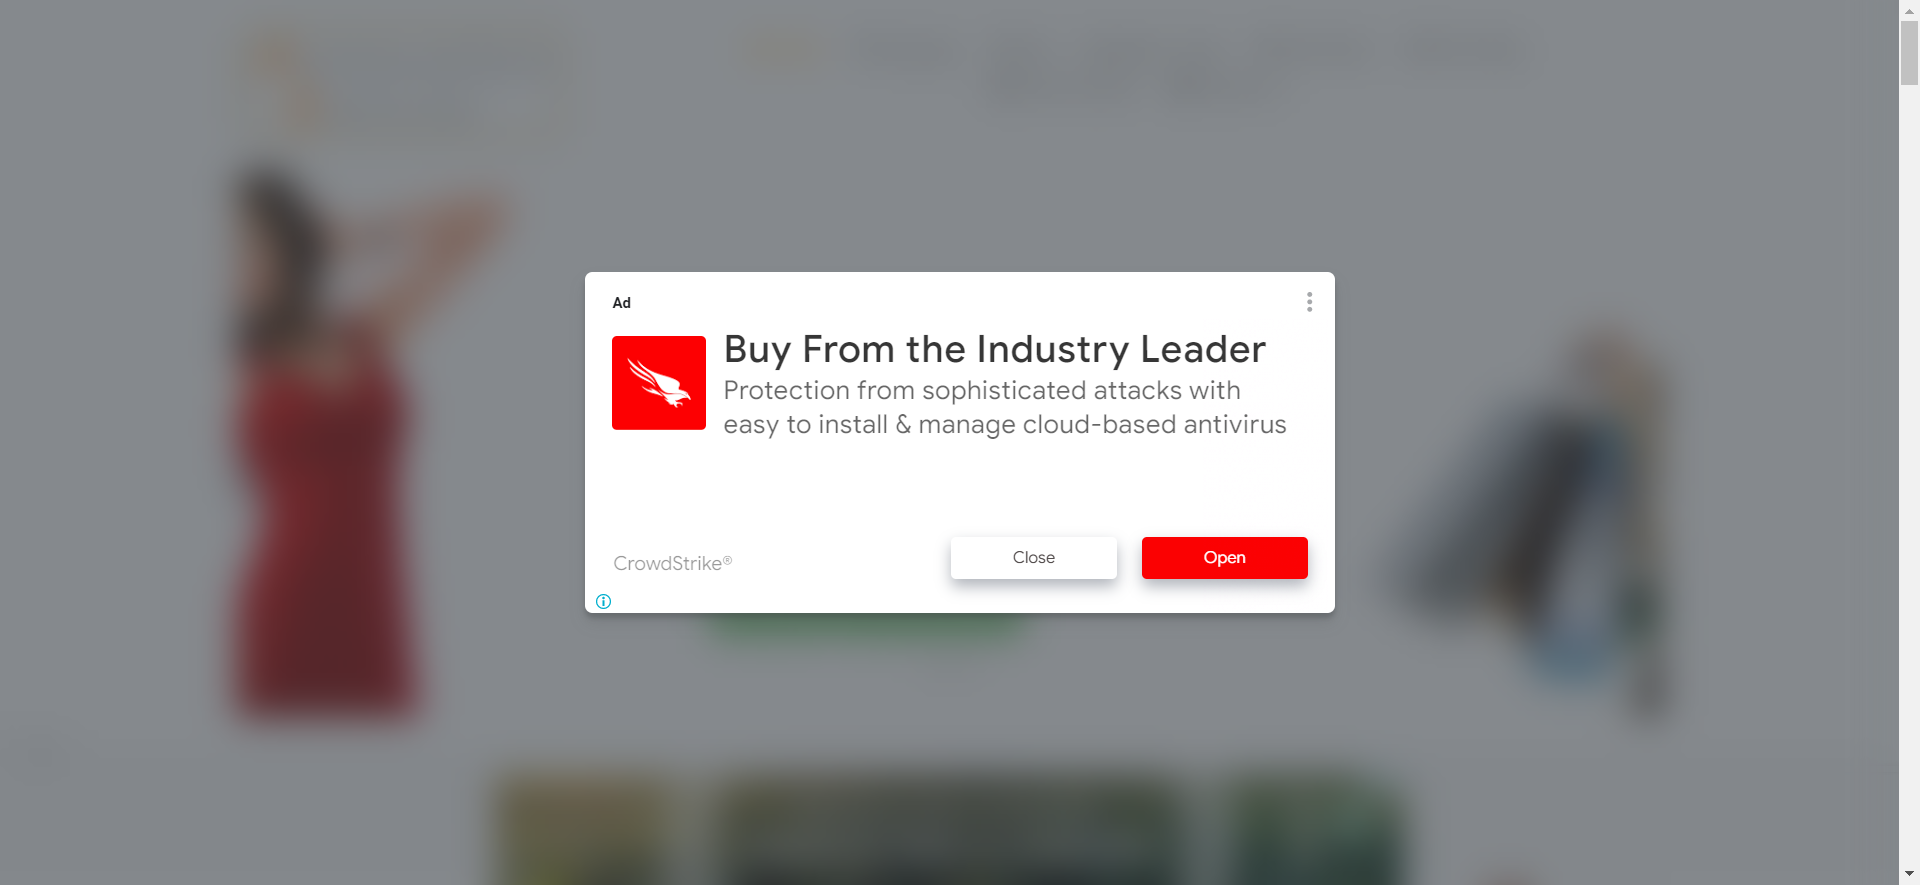 Ad
Buy From the Industry Leader
Protection from sophisticated attacks with
easy to install & manage cloud-based antivirus
CrowdStrike®
Close
Open